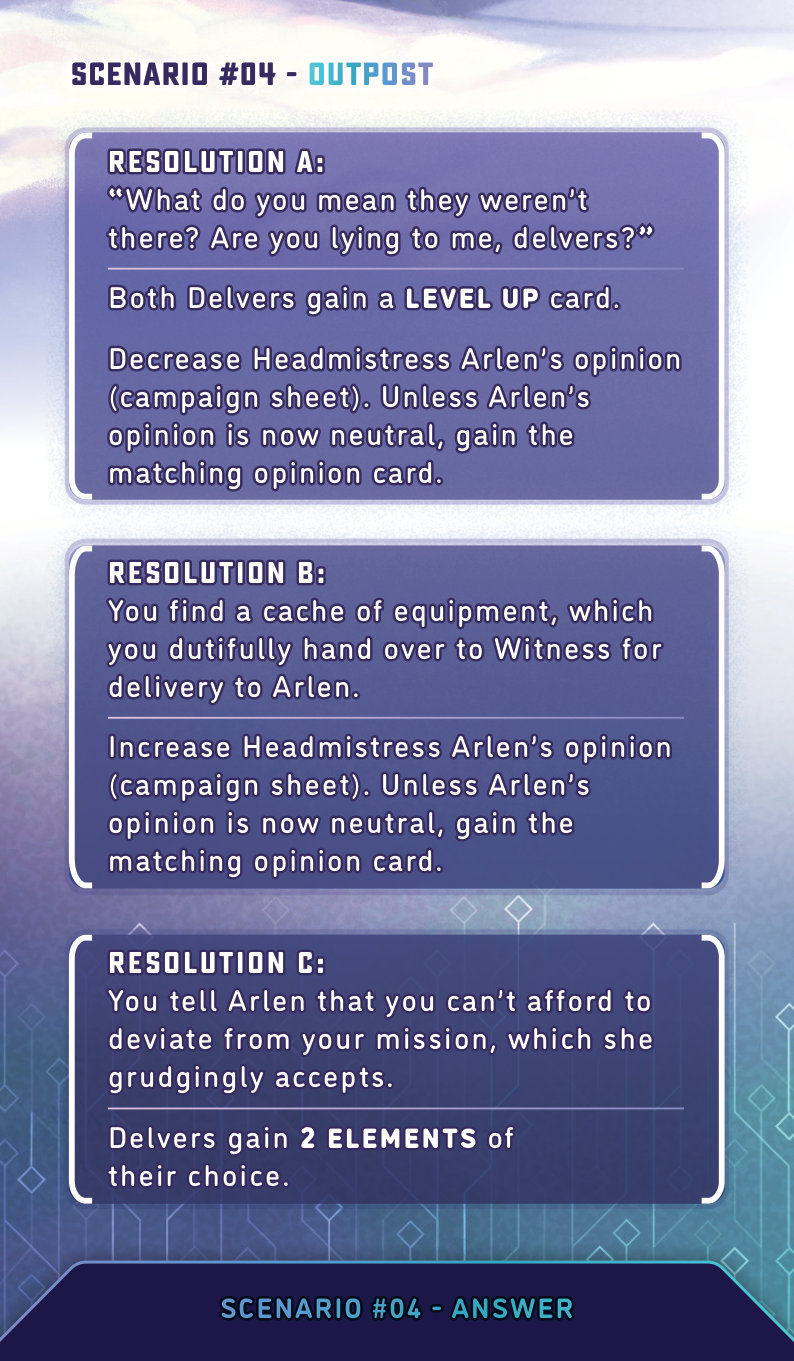 SCENARIO #04 - OUTPOST
RESOLUTION A:
“What do you mean they weren’t
there? Are you lying to me, delvers?”
Both Delvers gain a LEVEL UP card.
Decrease Headmistress Arlen’s opinion
(campaign sheet). Unless Arlen’s
opinion is now neutral, gain the
matching opinion card.
RESOLUTION B:
You find a cache of equipment, which
you dutifully hand over to Witness for
delivery to Arlen.
Increase Headmistress Arlen’s opinion
(campaign sheet). Unless Arlen’s
opinion is now neutral, gain the
matching opinion card.
RESOLUTION C:
You tell Arlen that you can’t afford to
deviate from your mission, which she
grudgingly accepts.
Delvers gain 2 ELEMENTS of
their choice.
SCENARIO #04 - ANSWER